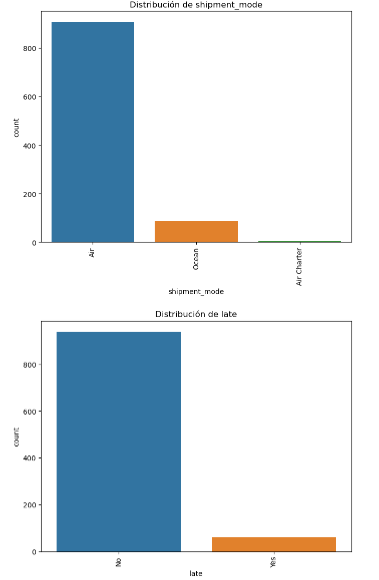 Distribución de shipment_mode
800
600
400
200
0
count
Air
Ocean
Air Charter
shipment_mode
Distribución de late
800
600
400
200
0
count
No
Yes
late